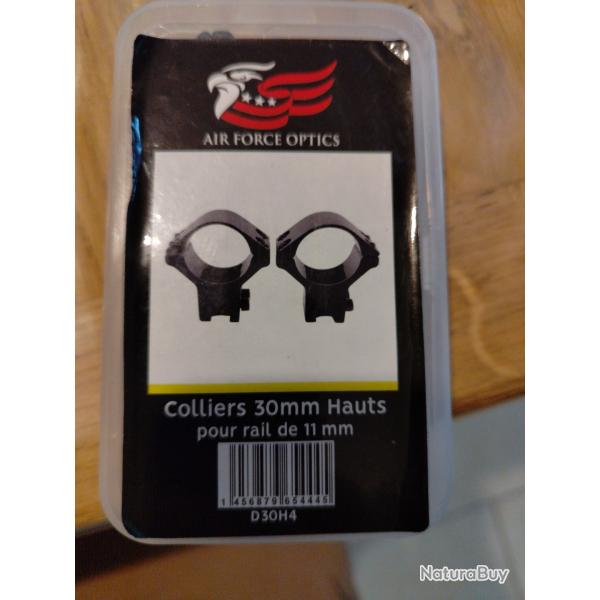 AIR FORCE OPTICS
Colliers 30mm Hauts
pour rail de 11 mm
1 456879 654445
D30H4
NaturaBuy